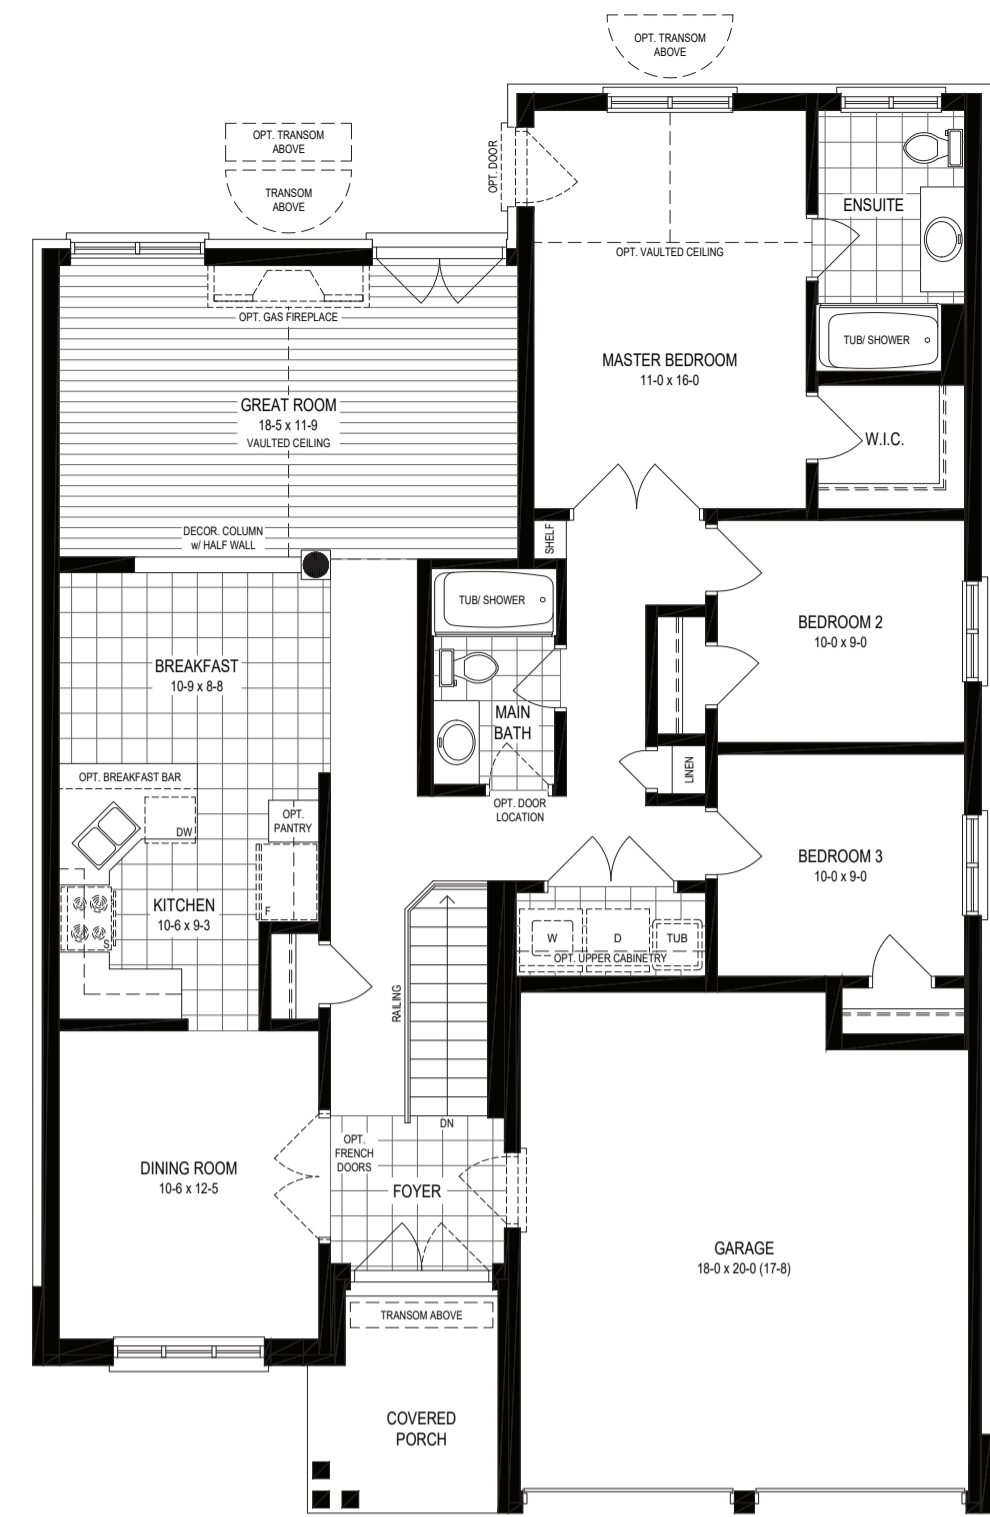 OPT. TRANSOM
ABOVE
OPT. TRANSOM
ABOVE
TRANSOM
ABOVE
OPT. DOOR
ENSUITE
OPT. VAULTED CEILING
OPT. GAS FIREPLACE
TUB/ SHOWER
MASTER BEDROOM
11-0 x 16-0
GREAT ROOM
18-5 x 11-9
VAULTED CEILING
W.I.C.
DECOR. COLUMN
w/ HALF WALL
SHELF
TUB/ SHOWER
BEDROOM 2
10-0 x 9-0
BREAKFAST
10-9 x 8-8
MAIN
BATH
OPT. BREAKFAST BAR
LINEN
OPT. DOOR
LOCATION
DW
OPT.
PANTRY
BEDROOM 3
10-0 x 9-0
KITCHEN
10-6 x 9-3
F
S
W
D
TUB
OPT. UPPER CABINETRY
RAILING
DN
OPT.
FRENCH
DOORS
DINING ROOM
10-6 x 12-5
FOYER
GARAGE
18-0 x 20-0 (17-8)
TRANSOM ABOVE
COVERED
PORCH